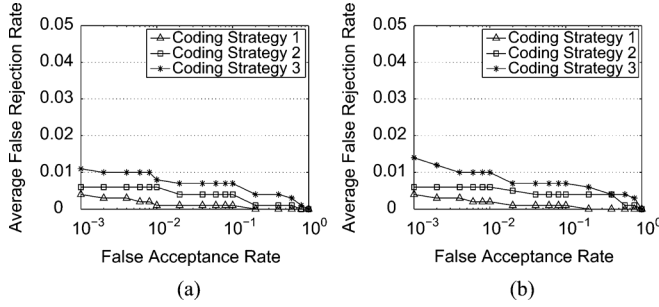 0.05
0.04
0.03
0.02
0.01
0
10⁻³
10⁻²
10⁻¹
10⁰
Average False Rejection Rate
False Acceptance Rate
Coding Strategy 1
Coding Strategy 2
Coding Strategy 3
(a)
0.05
0.04
0.03
0.02
0.01
0
10⁻³
10⁻²
10⁻¹
10⁰
Average False Rejection Rate
False Acceptance Rate
Coding Strategy 1
Coding Strategy 2
Coding Strategy 3
(b)